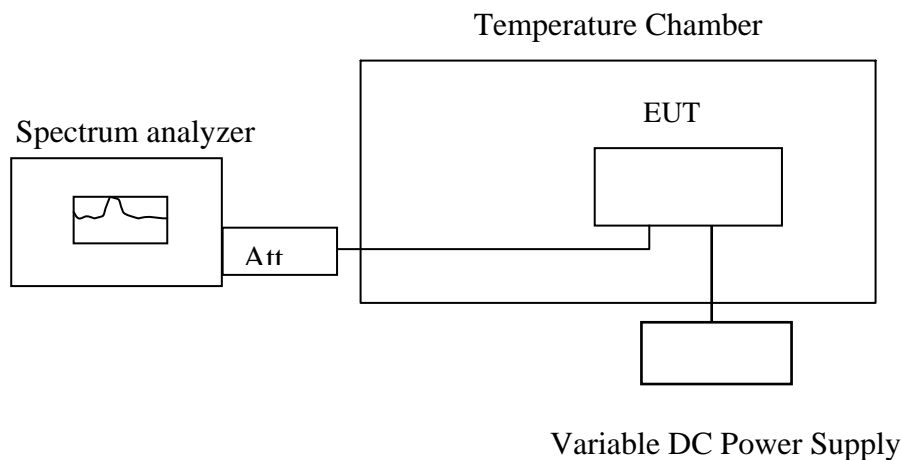 Temperature Chamber
EUT
Spectrum analyzer
Att
Variable DC Power Supply